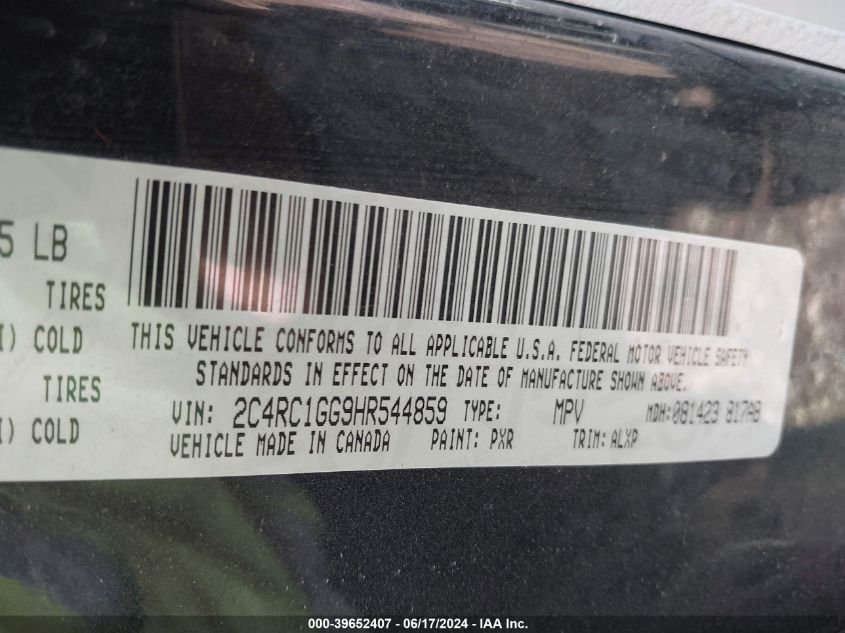 5 LB
TIRES
I) COLD
TIRES
I) COLD
THIS VEHICLE CONFORMS TO ALL APPLICABLE U.S.A. FEDERAL MOTOR VEHICLE SAFETY
STANDARDS IN EFFECT ON THE DATE OF MANUFACTURE SHOWN ABOVE.
VIN: 2C4RC1GG9HR544859 TYPE: MPV MDH:081423 317AB
VEHICLE MADE IN CANADA PAINT: PXR TRIM: ALXP
000-39652407 - 06/17/2024 - IAA Inc.